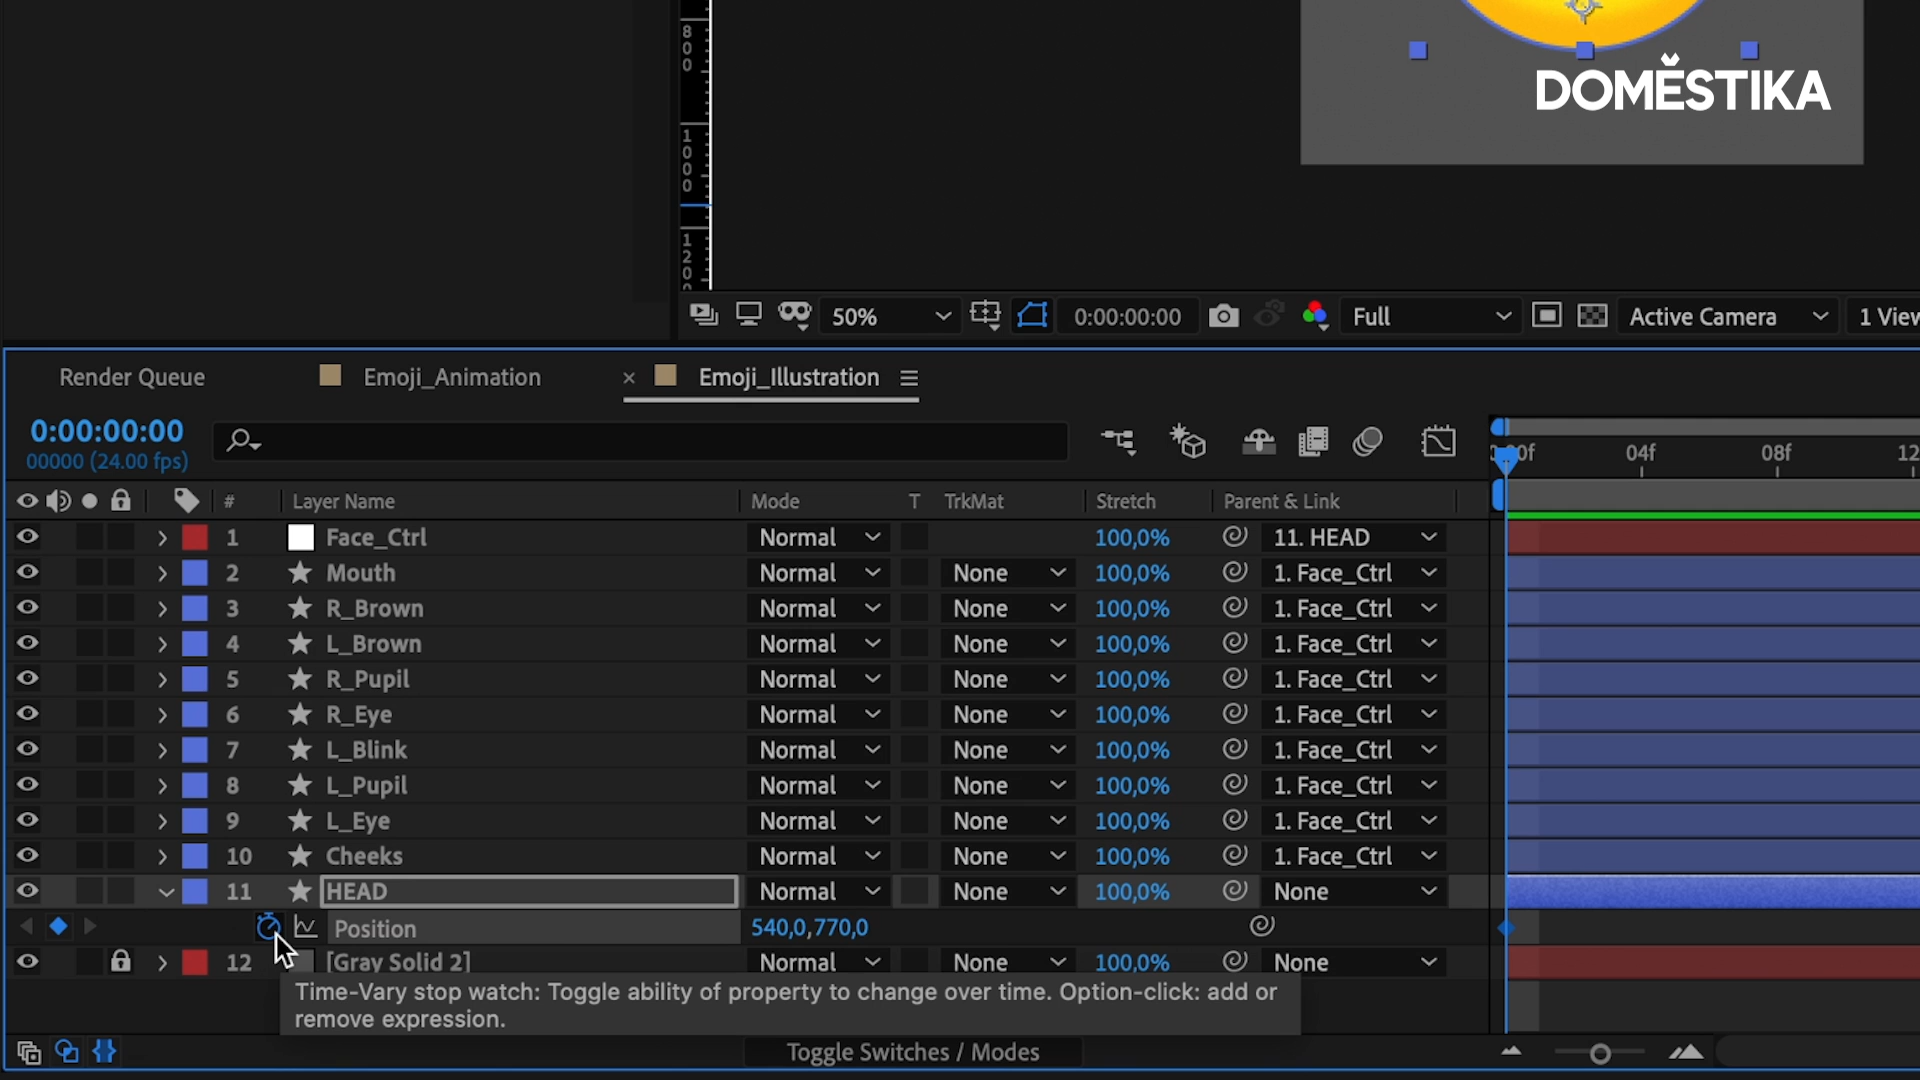 800
1000
1200
DOMĚSTIKA
50%
0:00:00:00
Full
Active Camera
1 View
Render Queue
Emoji_Animation
× Emoji_Illustration
0:00:00:00
00000 (24.00 fps)
04f
08f
12
# Layer Name Mode T TrkMat Stretch Parent & Link
1 Face_Ctrl Normal 100,0% 11. HEAD
2 Mouth Normal None 100,0% 1. Face_Ctrl
3 R_Brown Normal None 100,0% 1. Face_Ctrl
4 L_Brown Normal None 100,0% 1. Face_Ctrl
5 R_Pupil Normal None 100,0% 1. Face_Ctrl
6 R_Eye Normal None 100,0% 1. Face_Ctrl
7 L_Blink Normal None 100,0% 1. Face_Ctrl
8 L_Pupil Normal None 100,0% 1. Face_Ctrl
9 L_Eye Normal None 100,0% 1. Face_Ctrl
10 Cheeks Normal None 100,0% 1. Face_Ctrl
11 HEAD Normal None 100,0% None
Position 540,0,770,0
12 [Gray Solid 2] Normal None 100,0% None
Time-Vary stop watch: Toggle ability of property to change over time. Option-click: add or
remove expression.
Toggle Switches / Modes